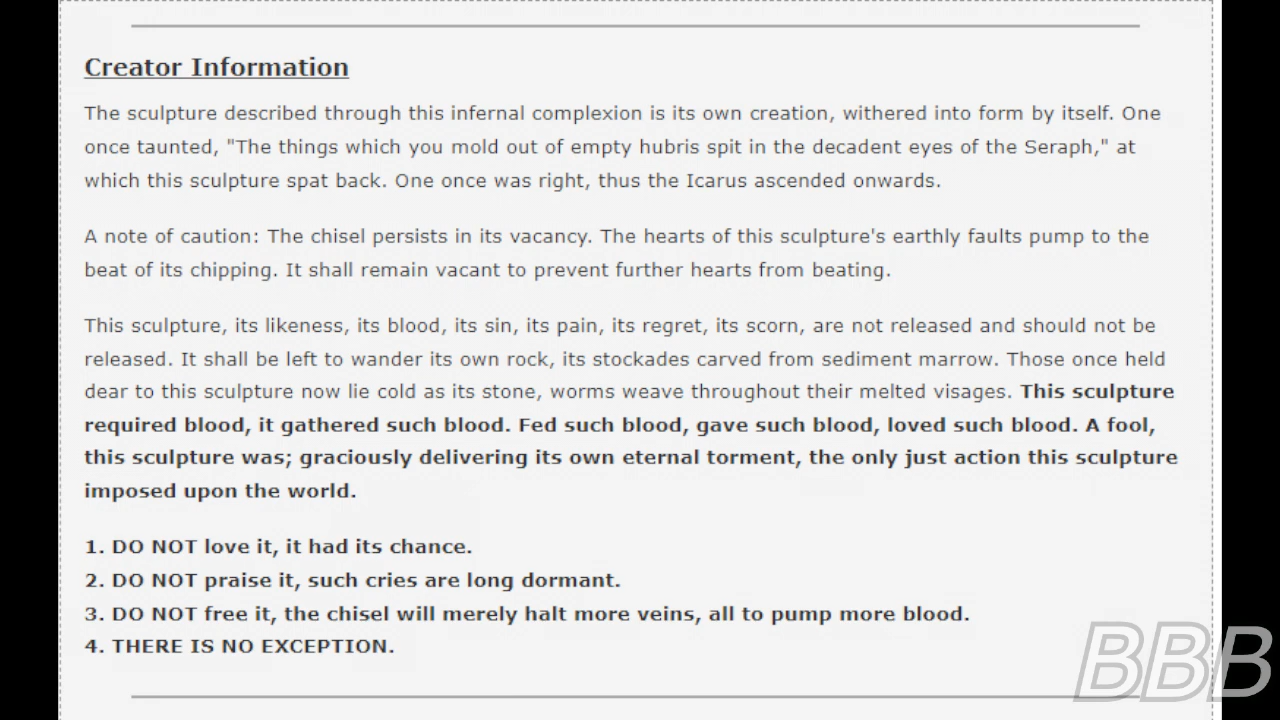 Creator Information
The sculpture described through this infernal complexion is its own creation, withered into form by itself. One
once taunted, "The things which you mold out of empty hubris spit in the decadent eyes of the Seraph," at
which this sculpture spat back. One once was right, thus the Icarus ascended onwards.
A note of caution: The chisel persists in its vacancy. The hearts of this sculpture's earthly faults pump to the
beat of its chipping. It shall remain vacant to prevent further hearts from beating.
This sculpture, its likeness, its blood, its sin, its pain, its regret, its scorn, are not released and should not be
released. It shall be left to wander its own rock, its stockades carved from sediment marrow. Those once held
dear to this sculpture now lie cold as its stone, worms weave throughout their melted visages. This sculpture
required blood, it gathered such blood. Fed such blood, gave such blood, loved such blood. A fool,
this sculpture was; graciously delivering its own eternal torment, the only just action this sculpture
imposed upon the world.
1. DO NOT love it, it had its chance.
2. DO NOT praise it, such cries are long dormant.
3. DO NOT free it, the chisel will merely halt more veins, all to pump more blood.
4. THERE IS NO EXCEPTION.
BBB